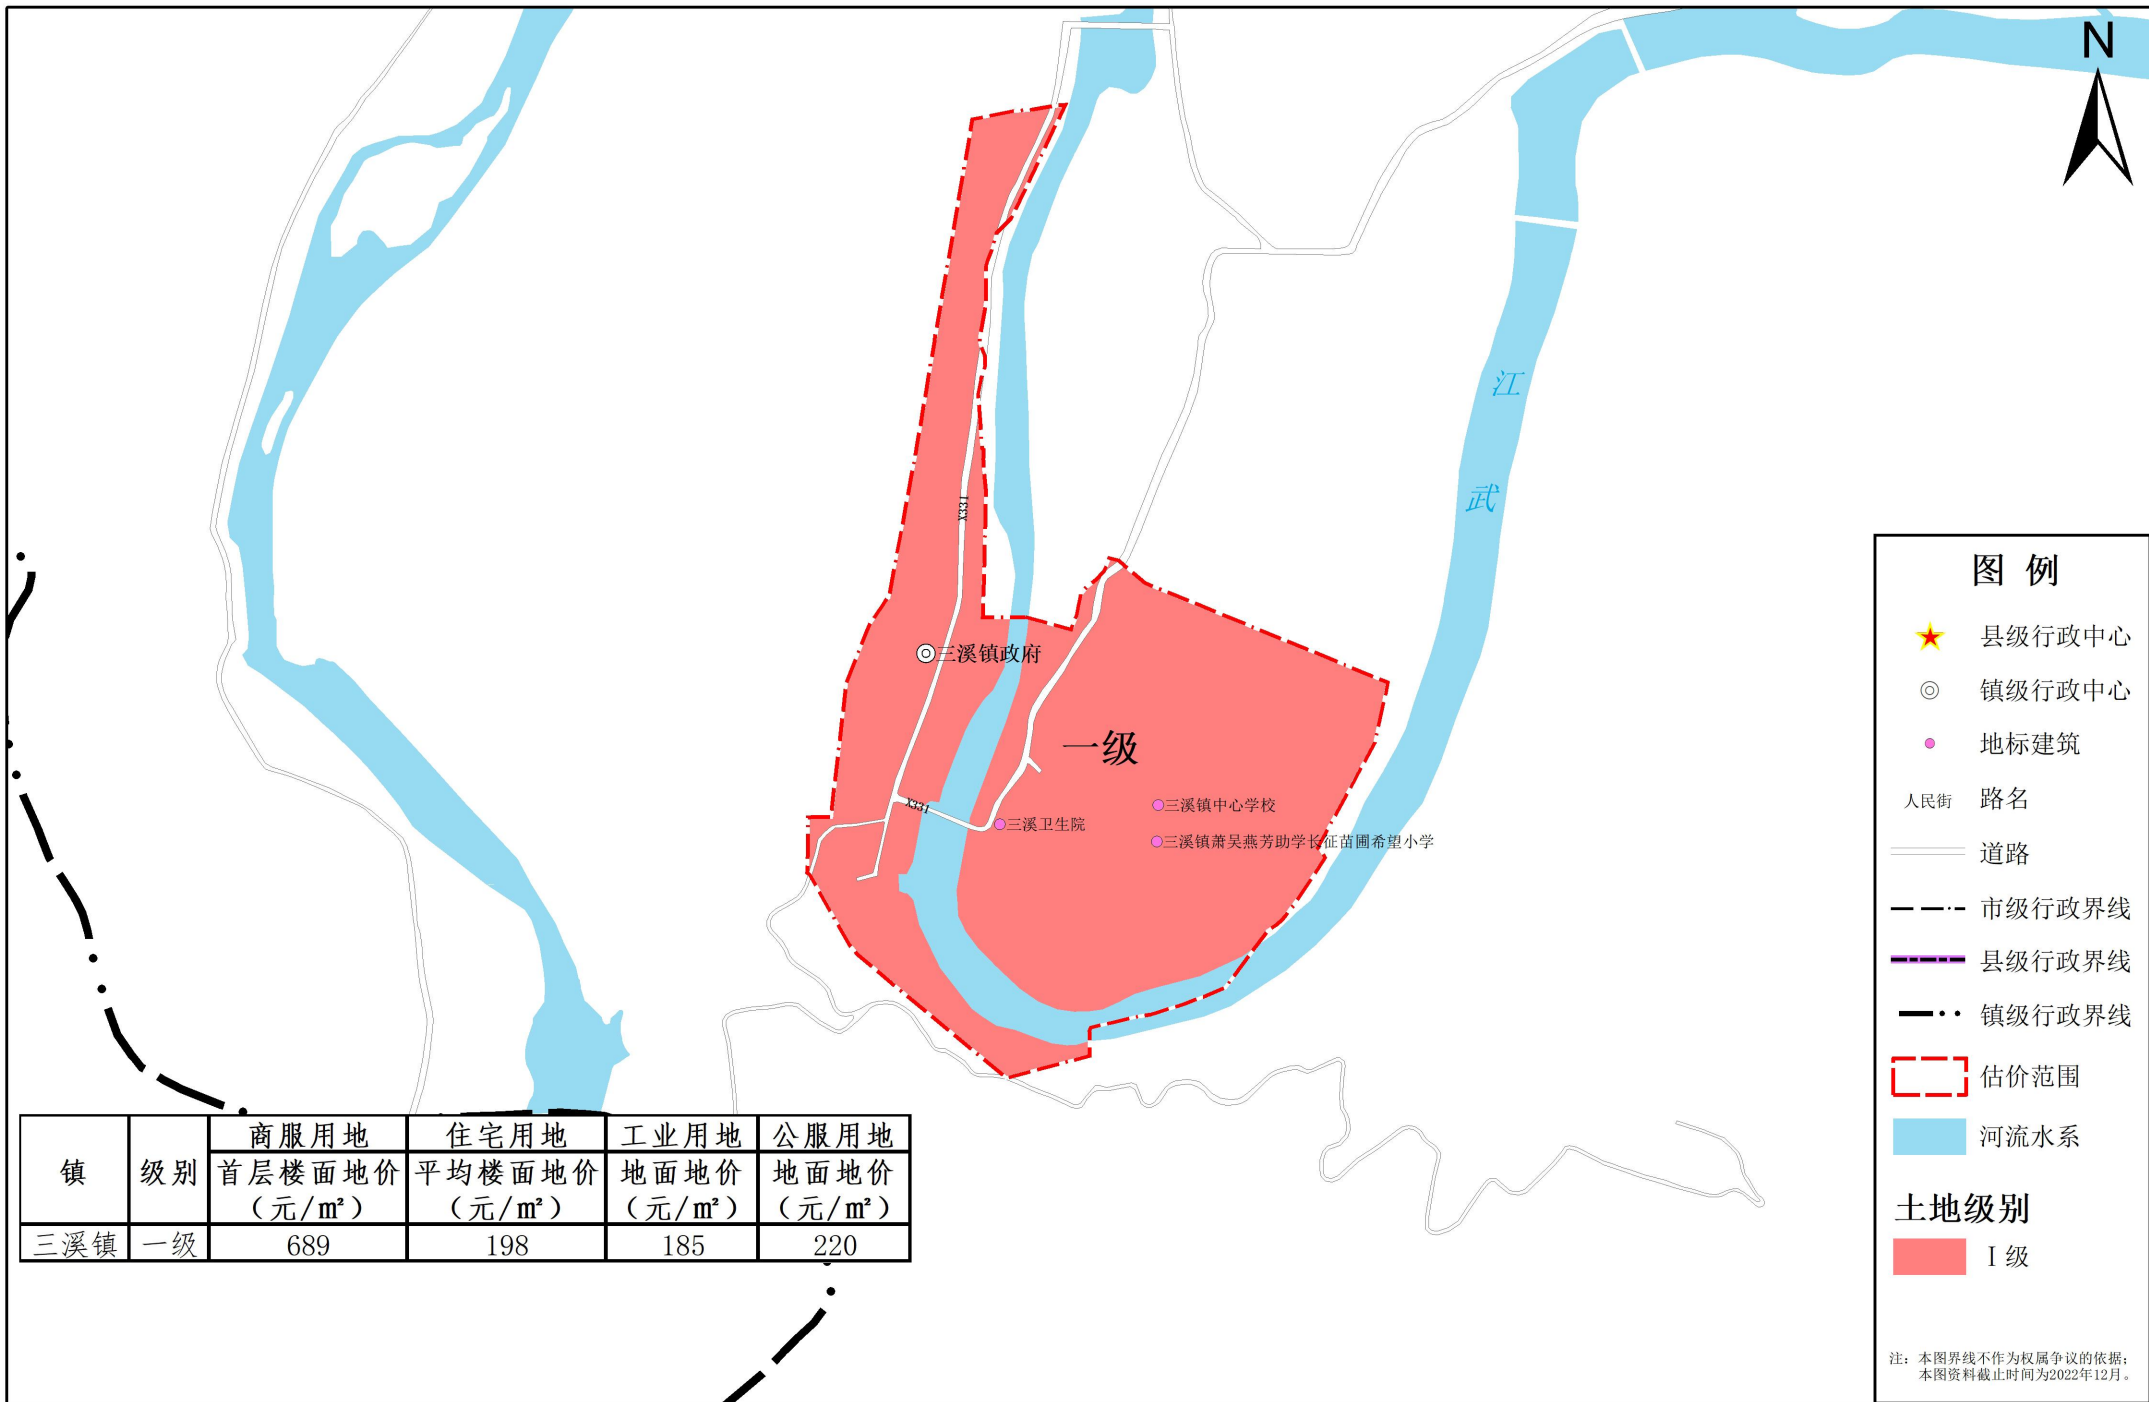 N
江
武
X331
三溪镇政府
一级
X331
三溪卫生院
三溪镇中心学校
三溪镇萧吴燕芳助学长征苗圃希望小学
镇 级别 商服用地 住宅用地 工业用地 公服用地
首层楼面地价 平均楼面地价 地面地价 地面地价
（元/㎡） （元/㎡） （元/㎡） （元/㎡）
三溪镇 一级 689 198 185 220
图 例
县级行政中心
镇级行政中心
地标建筑
人民街 路名
道路
市级行政界线
县级行政界线
镇级行政界线
估价范围
河流水系
土地级别
Ⅰ级
注：本图界线不作为权属争议的依据；
本图资料截止时间为2022年12月。